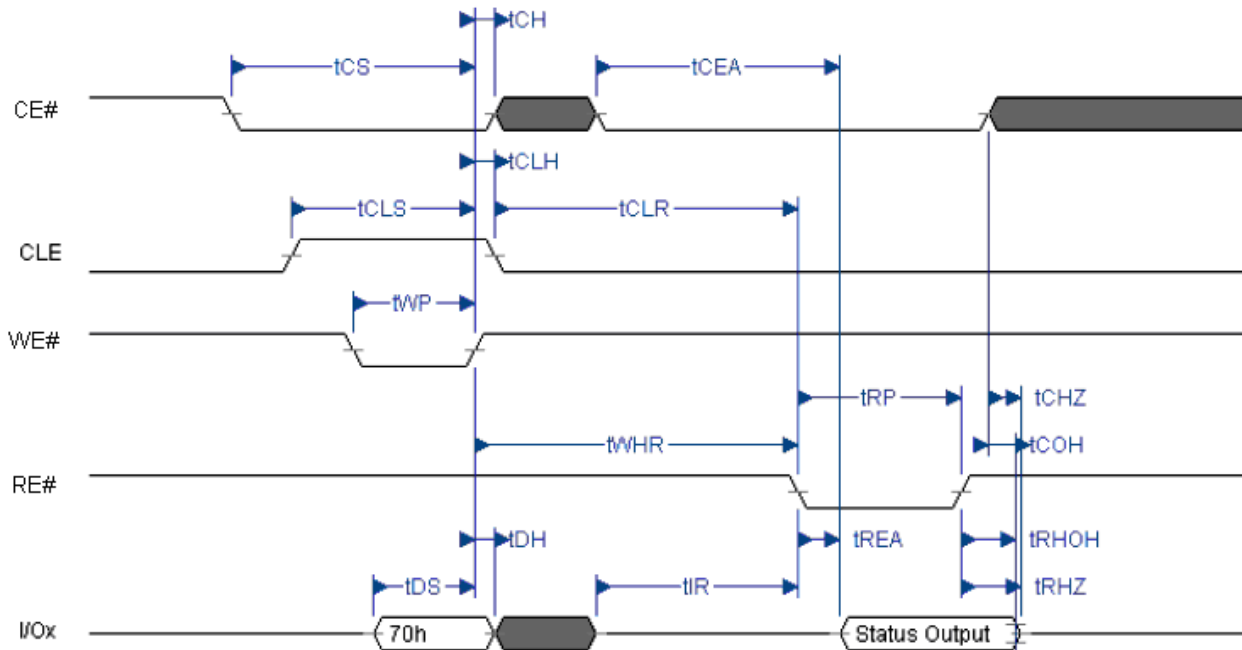 tCH
tCS
tCEA
CE#
tCLH
tCLS
tCLR
CLE
tWP
WE#
tRP
tCHZ
tWHR
tCOH
RE#
tDH
tREA
tRHOH
tDS
tIR
tRHZ
I/Ox
70h
Status Output